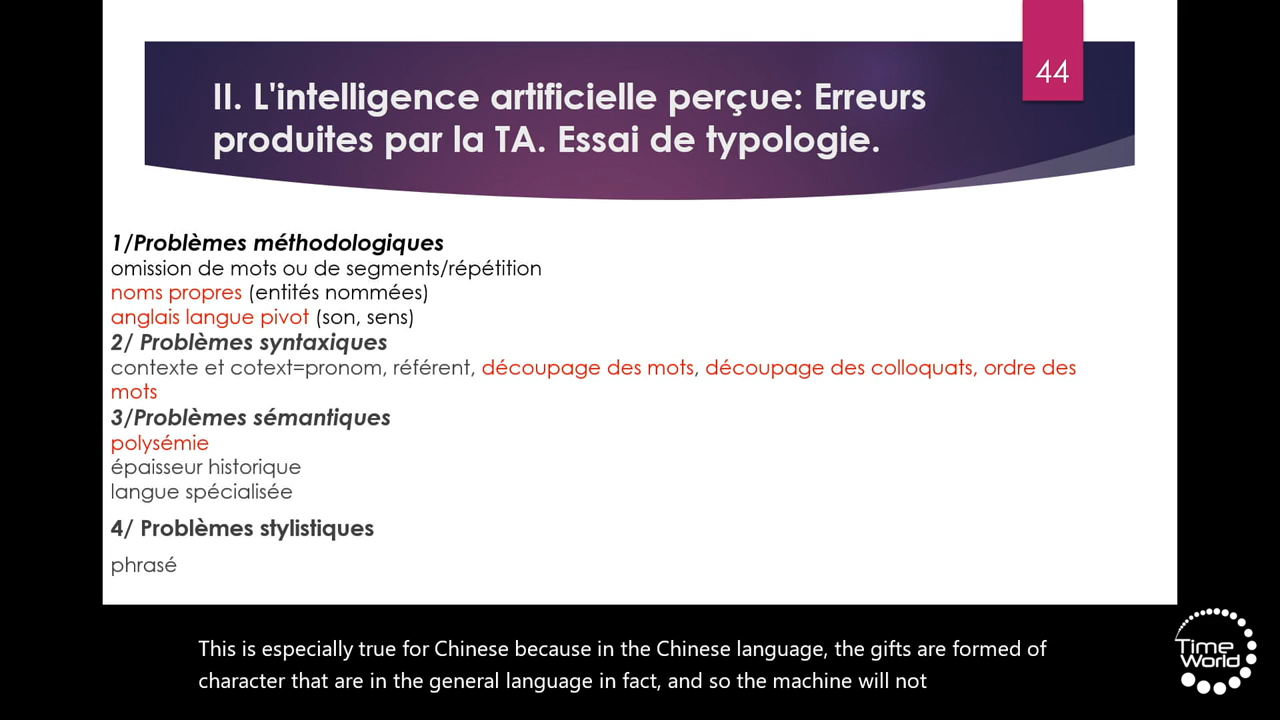 44
II. L'intelligence artificielle perçue: Erreurs
produites par la TA. Essai de typologie.
1/Problèmes méthodologiques
omission de mots ou de segments/répétition
noms propres (entités nommées)
anglais langue pivot (son, sens)
2/ Problèmes syntaxiques
contexte et cotext=pronom, référent, découpage des mots, découpage des colloquats, ordre des
mots
3/Problèmes sémantiques
polysémie
épaisseur historique
langue spécialisée
4/ Problèmes stylistiques
phrasé
This is especially true for Chinese because in the Chinese language, the gifts are formed of
character that are in the general language in fact, and so the machine will not
Time
World